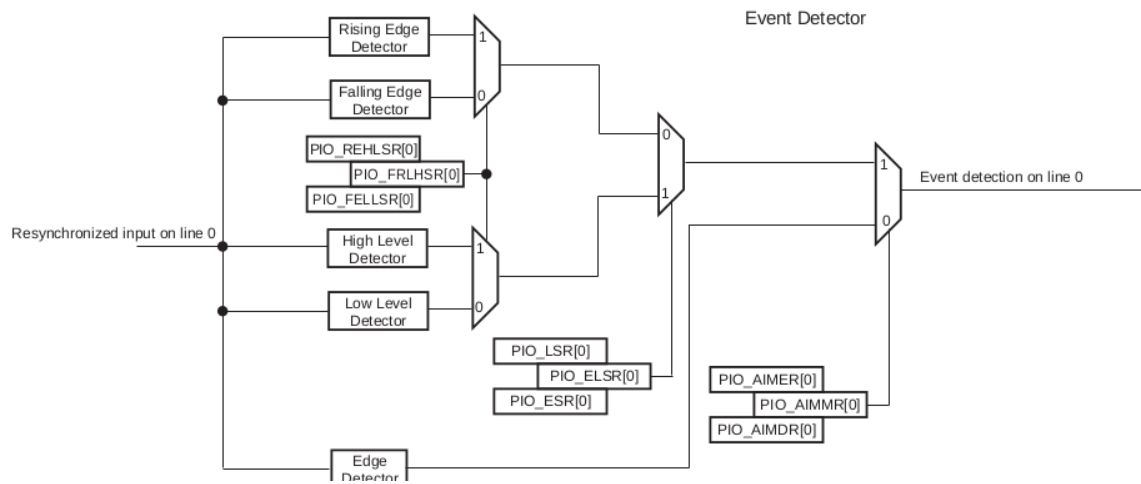 Event Detector
Rising Edge
Detector
1
Falling Edge
Detector
0
PIO_REHLSR[0]
PIO_FRLHSR[0]
PIO_FELLSR[0]
0
1
1
Event detection on line 0
0
Resynchronized input on line 0
High Level
Detector
1
Low Level
Detector
0
PIO_LSR[0]
PIO_ELSR[0]
PIO_ESR[0]
PIO_AIMER[0]
PIO_AIMMR[0]
PIO_AIMDR[0]
Edge
Detector